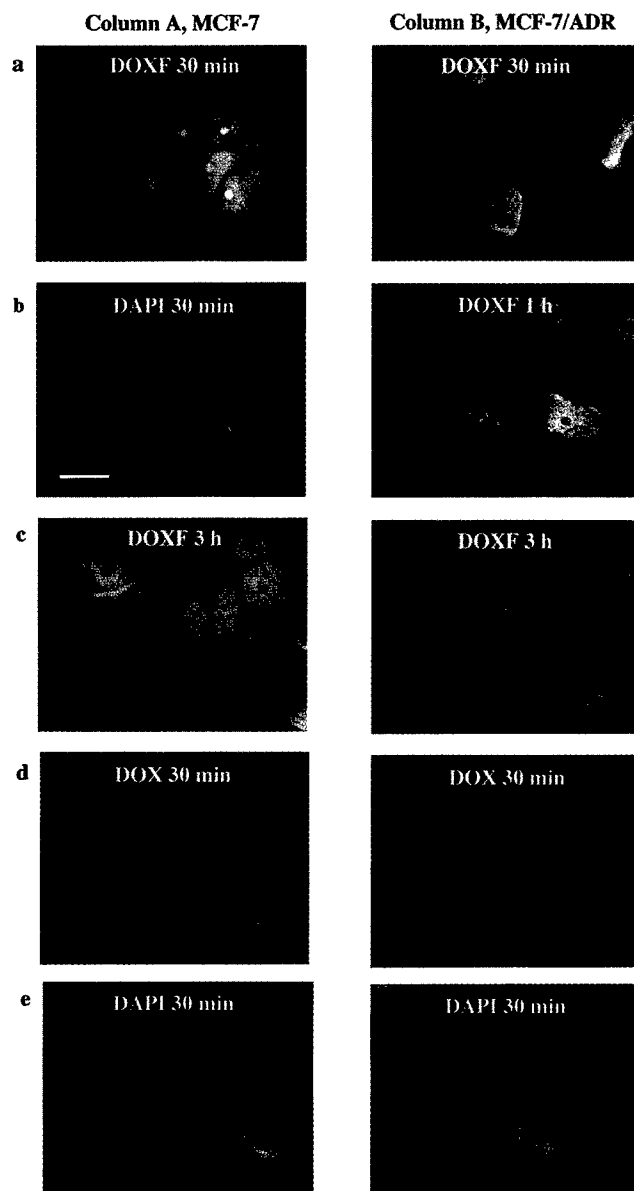 Column A, MCF-7
Column B, MCF-7/ADR
a
DOXF 30 min
DOXF 30 min
b
DAPI 30 min
DOXF 1 h
c
DOXF 3 h
DOXF 3 h
d
DOX 30 min
DOX 30 min
e
DAPI 30 min
DAPI 30 min